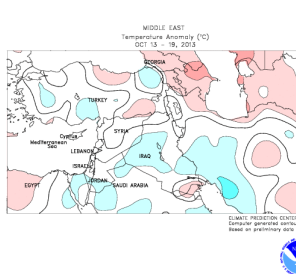 MIDDLE EAST
Temperature Anomaly (°C)
OCT 13 - 19, 2013
GEORGIA
TURKEY
Cyprus
SYRIA
Mediterranean
Sea
LEBANON
IRAQ
ISRAEL
JORDAN
EGYPT
SAUDI ARABIA
CLIMATE PREDICTION CENTER
Computer generated contou
Based on preliminary data